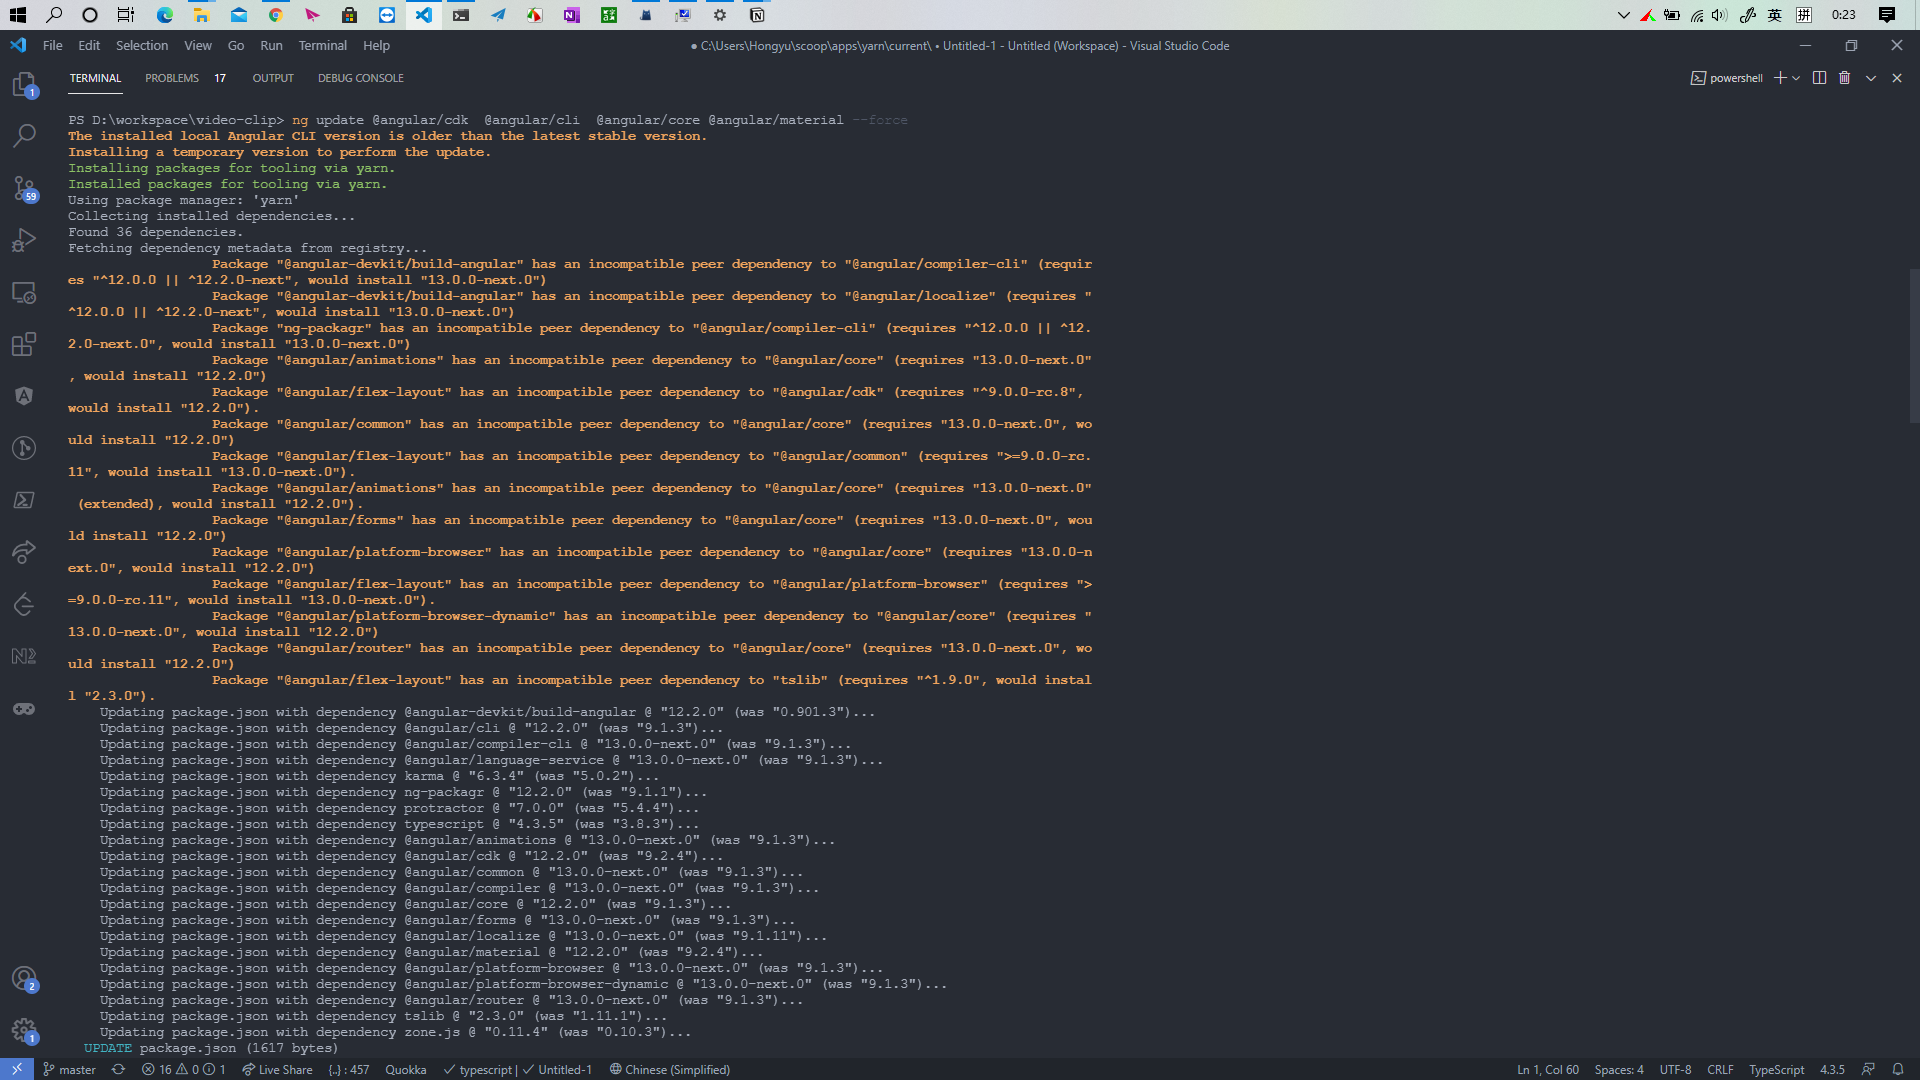 英
拼
0:23
File Edit Selection View Go Run Terminal Help
● C:\Users\Hongyu\scoop\apps\yarn\current\ • Untitled-1 - Untitled (Workspace) - Visual Studio Code
TERMINAL PROBLEMS 17 OUTPUT DEBUG CONSOLE
powershell
PS D:\workspace\video-clip> ng update @angular/cdk  @angular/cli  @angular/core @angular/material --force
The installed local Angular CLI version is older than the latest stable version.
Installing a temporary version to perform the update.
Installing packages for tooling via yarn.
Installed packages for tooling via yarn.
Using package manager: 'yarn'
Collecting installed dependencies...
Found 36 dependencies.
Fetching dependency metadata from registry...
Package "@angular-devkit/build-angular" has an incompatible peer dependency to "@angular/compiler-cli" (requir
es "^12.0.0 || ^12.2.0-next", would install "13.0.0-next.0")
Package "@angular-devkit/build-angular" has an incompatible peer dependency to "@angular/localize" (requires "
^12.0.0 || ^12.2.0-next", would install "13.0.0-next.0")
Package "ng-packagr" has an incompatible peer dependency to "@angular/compiler-cli" (requires "^12.0.0 || ^12.
2.0-next.0", would install "13.0.0-next.0")
Package "@angular/animations" has an incompatible peer dependency to "@angular/core" (requires "13.0.0-next.0"
, would install "12.2.0")
Package "@angular/flex-layout" has an incompatible peer dependency to "@angular/cdk" (requires "^9.0.0-rc.8",
would install "12.2.0").
Package "@angular/common" has an incompatible peer dependency to "@angular/core" (requires "13.0.0-next.0", wo
uld install "12.2.0")
Package "@angular/flex-layout" has an incompatible peer dependency to "@angular/common" (requires ">=9.0.0-rc.
11", would install "13.0.0-next.0").
Package "@angular/animations" has an incompatible peer dependency to "@angular/core" (requires "13.0.0-next.0"
(extended), would install "12.2.0").
Package "@angular/forms" has an incompatible peer dependency to "@angular/core" (requires "13.0.0-next.0", wou
ld install "12.2.0")
Package "@angular/platform-browser" has an incompatible peer dependency to "@angular/core" (requires "13.0.0-n
ext.0", would install "12.2.0")
Package "@angular/flex-layout" has an incompatible peer dependency to "@angular/platform-browser" (requires ">
=9.0.0-rc.11", would install "13.0.0-next.0").
Package "@angular/platform-browser-dynamic" has an incompatible peer dependency to "@angular/core" (requires "
13.0.0-next.0", would install "12.2.0")
Package "@angular/router" has an incompatible peer dependency to "@angular/core" (requires "13.0.0-next.0", wo
uld install "12.2.0")
Package "@angular/flex-layout" has an incompatible peer dependency to "tslib" (requires "^1.9.0", would instal
l "2.3.0").
Updating package.json with dependency @angular-devkit/build-angular @ "12.2.0" (was "0.901.3")...
Updating package.json with dependency @angular/cli @ "12.2.0" (was "9.1.3")...
Updating package.json with dependency @angular/compiler-cli @ "13.0.0-next.0" (was "9.1.3")...
Updating package.json with dependency @angular/language-service @ "13.0.0-next.0" (was "9.1.3")...
Updating package.json with dependency karma @ "6.3.4" (was "5.0.2")...
Updating package.json with dependency ng-packagr @ "12.2.0" (was "9.1.1")...
Updating package.json with dependency protractor @ "7.0.0" (was "5.4.4")...
Updating package.json with dependency typescript @ "4.3.5" (was "3.8.3")...
Updating package.json with dependency @angular/animations @ "13.0.0-next.0" (was "9.1.3")...
Updating package.json with dependency @angular/cdk @ "12.2.0" (was "9.2.4")...
Updating package.json with dependency @angular/common @ "13.0.0-next.0" (was "9.1.3")...
Updating package.json with dependency @angular/compiler @ "13.0.0-next.0" (was "9.1.3")...
Updating package.json with dependency @angular/core @ "12.2.0" (was "9.1.3")...
Updating package.json with dependency @angular/forms @ "13.0.0-next.0" (was "9.1.3")...
Updating package.json with dependency @angular/localize @ "13.0.0-next.0" (was "9.1.11")...
Updating package.json with dependency @angular/material @ "12.2.0" (was "9.2.4")...
Updating package.json with dependency @angular/platform-browser @ "13.0.0-next.0" (was "9.1.3")...
Updating package.json with dependency @angular/platform-browser-dynamic @ "13.0.0-next.0" (was "9.1.3")...
Updating package.json with dependency @angular/router @ "13.0.0-next.0" (was "9.1.3")...
Updating package.json with dependency tslib @ "2.3.0" (was "1.11.1")...
Updating package.json with dependency zone.js @ "0.11.4" (was "0.10.3")...
UPDATE package.json (1617 bytes)
1
59
2
1
master 16 0 1 Live Share {..} : 457 Quokka typescript | Untitled-1 Chinese (Simplified) Ln 1, Col 60 Spaces: 4 UTF-8 CRLF TypeScript 4.3.5